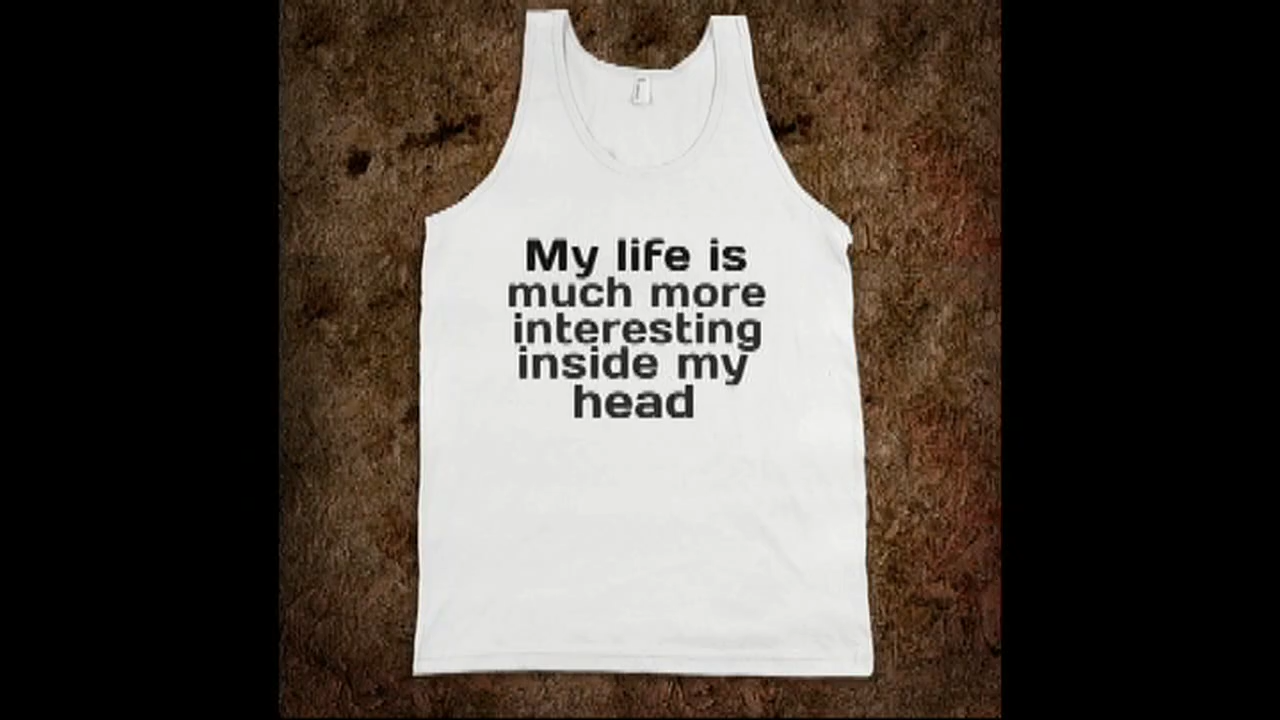 My life is
much more
interesting
inside my
head